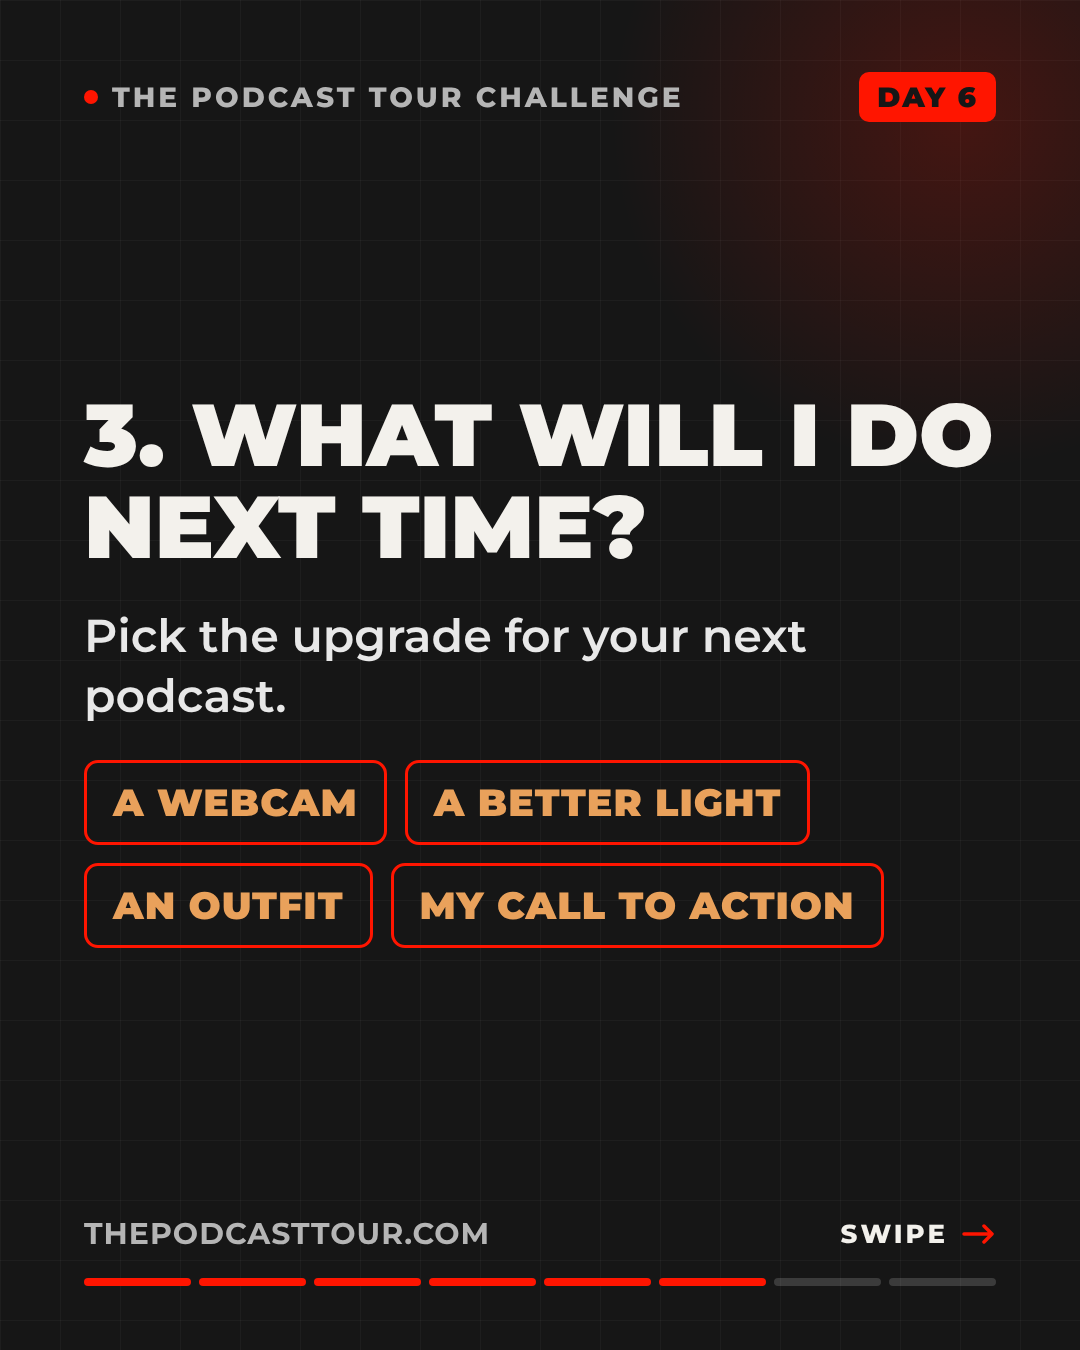 THE PODCAST TOUR CHALLENGE
DAY 6
3. WHAT WILL I DO
NEXT TIME?
Pick the upgrade for your next
podcast.
A WEBCAM
A BETTER LIGHT
AN OUTFIT
MY CALL TO ACTION
THEPODCASTTOUR.COM
SWIPE →